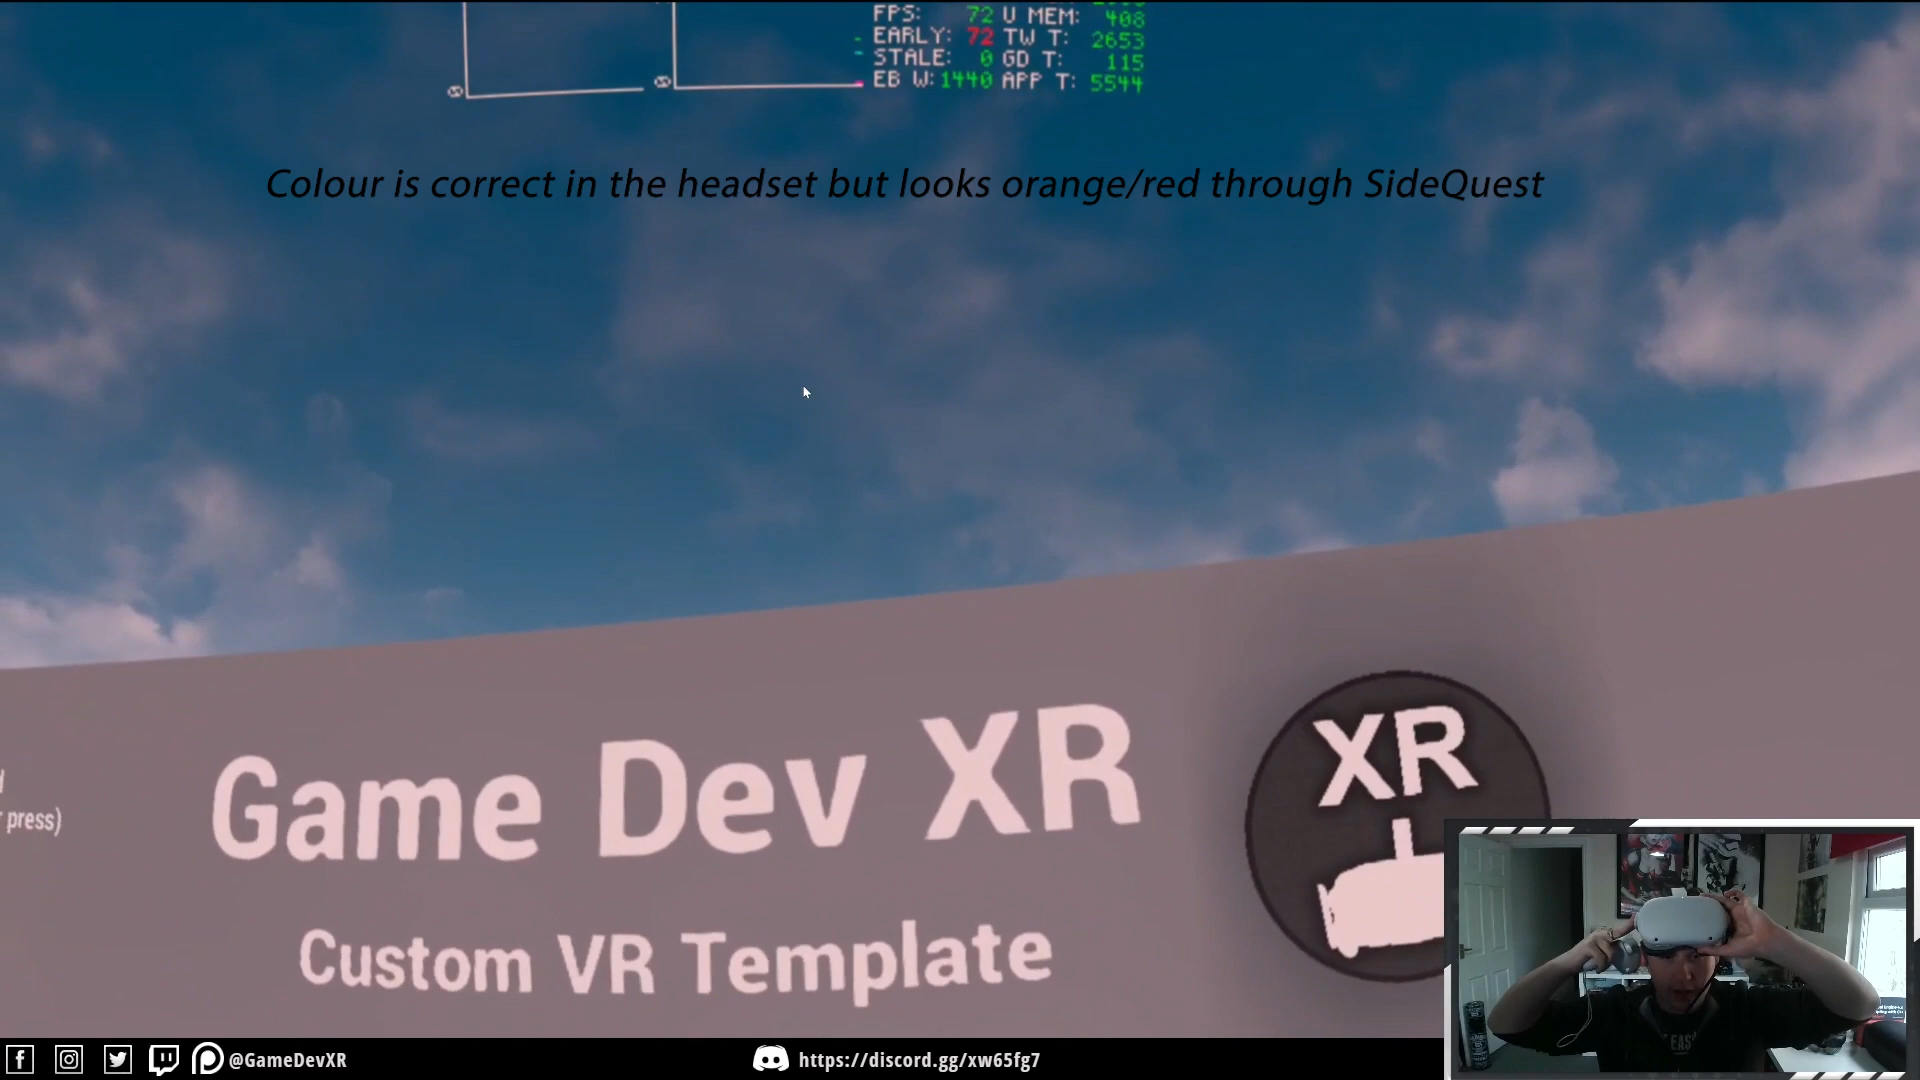 FPS: 72 U MEM: 408
EARLY: 72 TW T: 2653
STALE: 0 GD T: 115
EB W:1440 APP T: 5544
Colour is correct in the headset but looks orange/red through SideQuest
press)
Game Dev XR
XR
Custom VR Template
@GameDevXR
https://discord.gg/xw65fg7